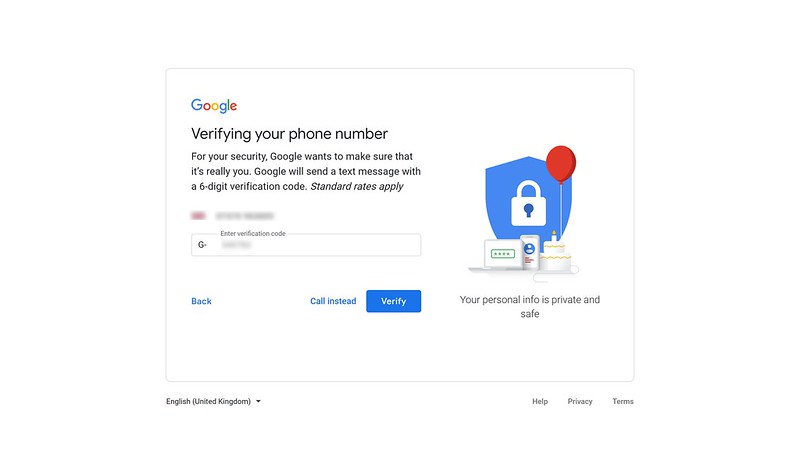 Google
Verifying your phone number
For your security, Google wants to make sure that
it's really you. Google will send a text message with
a 6-digit verification code. Standard rates apply
Enter verification code
G-
Back
Call instead
Verify
****
Your personal info is private and
safe
English (United Kingdom)
Help
Privacy
Terms